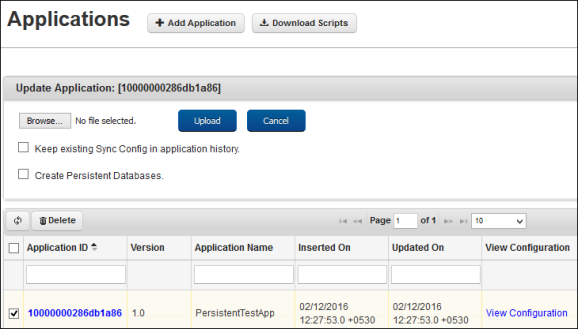 Applications
Add Application
Download Scripts
Update Application: [10000000286db1a86]
Browse... No file selected. Upload Cancel
Keep existing Sync Config in application history.
Create Persistent Databases.
Delete Page 1 of 1 10
Application ID Version Application Name Inserted On Updated On View Configuration
10000000286db1a86 1.0 PersistentTestApp 02/12/2016 12:27:53.0 +0530 02/12/2016 12:27:53.0 +0530 View Configuration